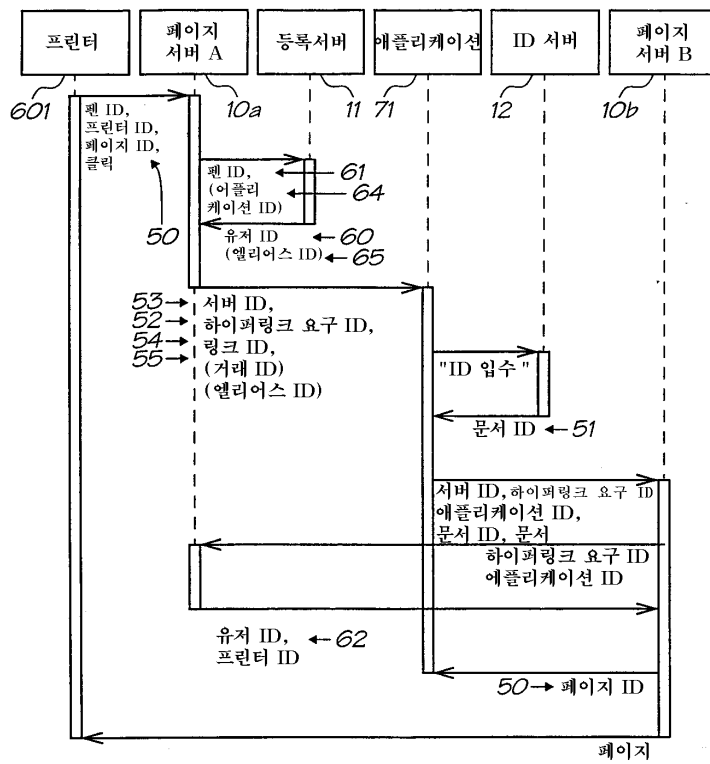 프린터
페이지
서버 A
등록서버
애플리케이션
ID 서버
페이지
서버 B
601
10a
11
71
12
10b
펜 ID,
프린터 ID,
페이지 ID,
클릭
50
펜 ID,
(어플리
케이션 ID)
61
64
유저 ID
(엘리어스 ID)
60
65
53
52
54
55
서버 ID,
하이퍼링크 요구 ID,
링크 ID,
(거래 ID)
(엘리어스 ID)
"ID 입수"
문서 ID
51
서버 ID, 하이퍼링크 요구 ID
애플리케이션 ID,
문서 ID, 문서
하이퍼링크 요구 ID
에플리케이션 ID
유저 ID,
프린터 ID
62
50
페이지 ID
페이지